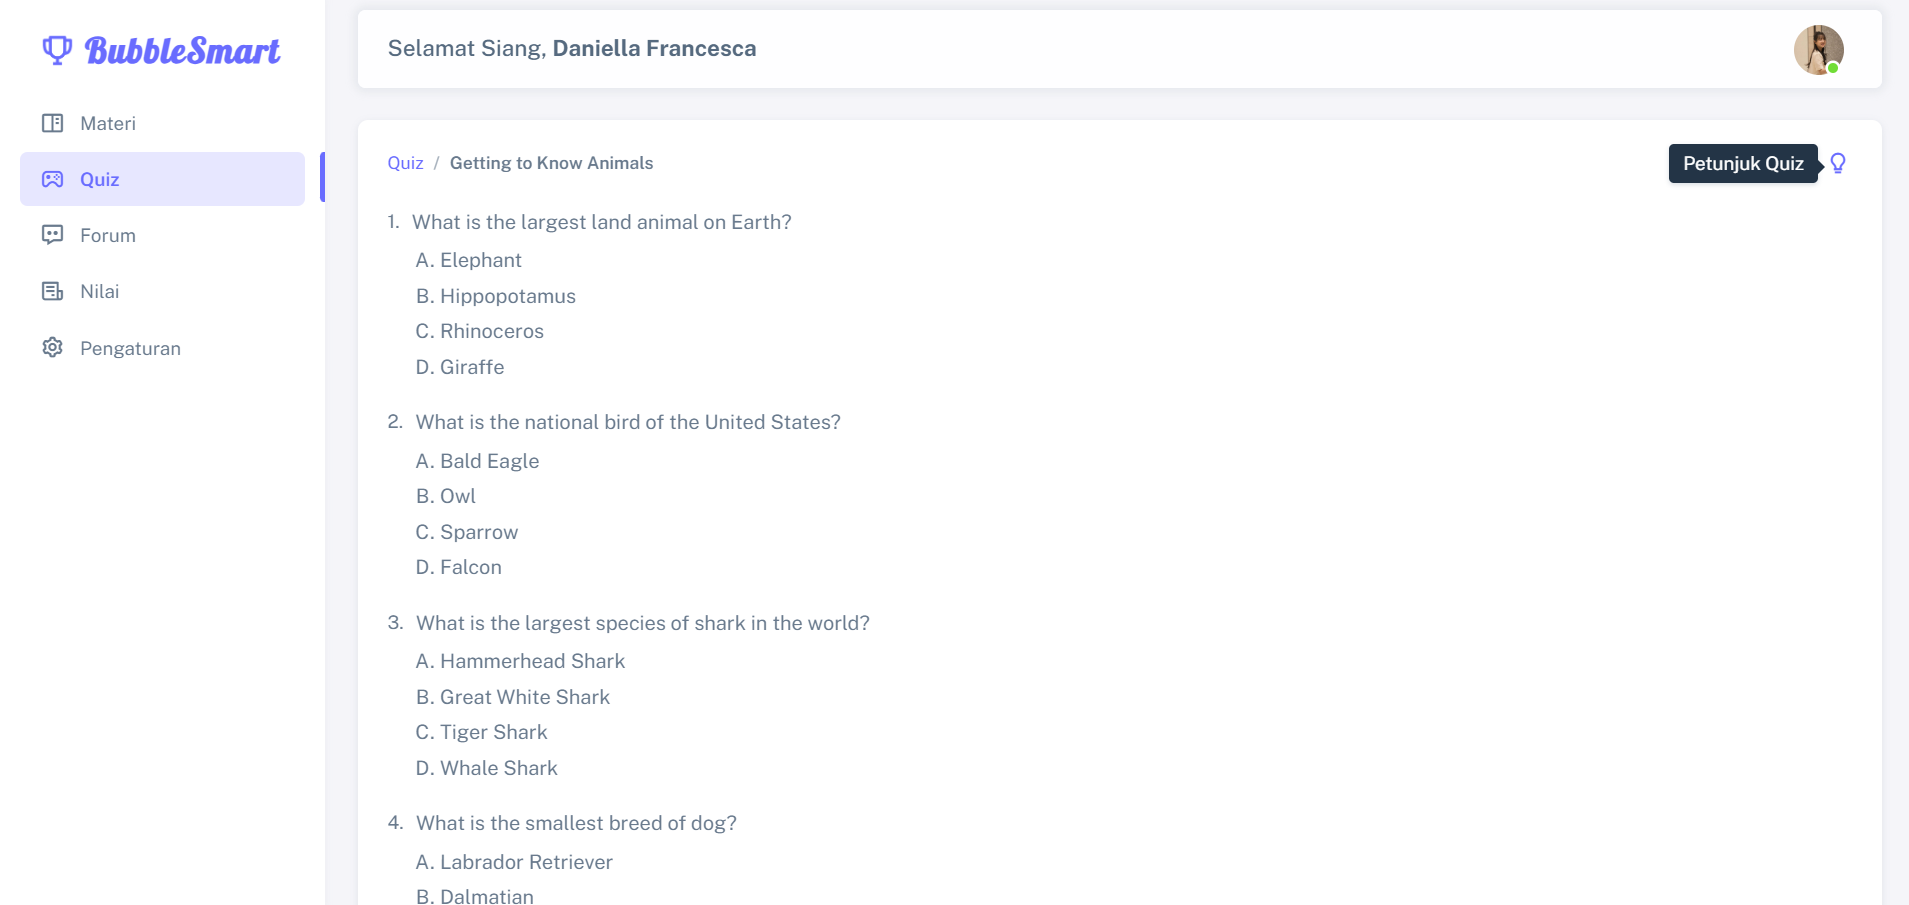 BubbleSmart
Materi
Quiz
Forum
Nilai
Pengaturan
Selamat Siang, Daniella Francesca
Quiz / Getting to Know Animals
Petunjuk Quiz
1. What is the largest land animal on Earth?
A. Elephant
B. Hippopotamus
C. Rhinoceros
D. Giraffe
2. What is the national bird of the United States?
A. Bald Eagle
B. Owl
C. Sparrow
D. Falcon
3. What is the largest species of shark in the world?
A. Hammerhead Shark
B. Great White Shark
C. Tiger Shark
D. Whale Shark
4. What is the smallest breed of dog?
A. Labrador Retriever
B. Dalmatian